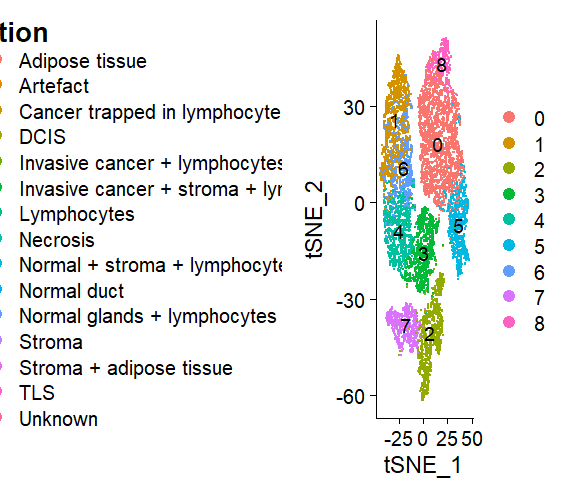 tion
Adipose tissue
Artefact
Cancer trapped in lymphocyte
DCIS
Invasive cancer + lymphocytes
Invasive cancer + stroma + lyr
Lymphocytes
Necrosis
Normal + stroma + lymphocyte
Normal duct
Normal glands + lymphocytes
Stroma
Stroma + adipose tissue
TLS
Unknown
tSNE_2
30
0
-30
-60
8
1
0
6
4
5
3
7
2
-25 0 25 50
tSNE_1
0
1
2
3
4
5
6
7
8